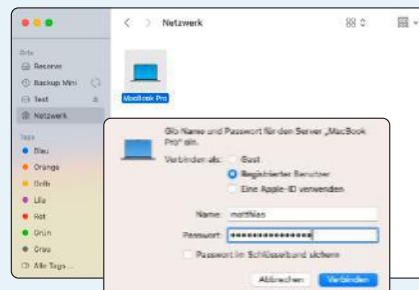 Netzwerk
Orte
Reserve
Backup Mini
Test
Netzwerk
MacBook Pro
Tags
Blau
Orange
Gelb
Lila
Rot
Grün
Grau
Alle Tags …
Gib Name und Passwort für den Server „MacBook
Pro“ ein.
Verbinden als: Gast
Registrierter Benutzer
Eine Apple-ID verwenden
Name: matthias
Passwort:
Passwort im Schlüsselbund sichern
Abbrechen Verbinden